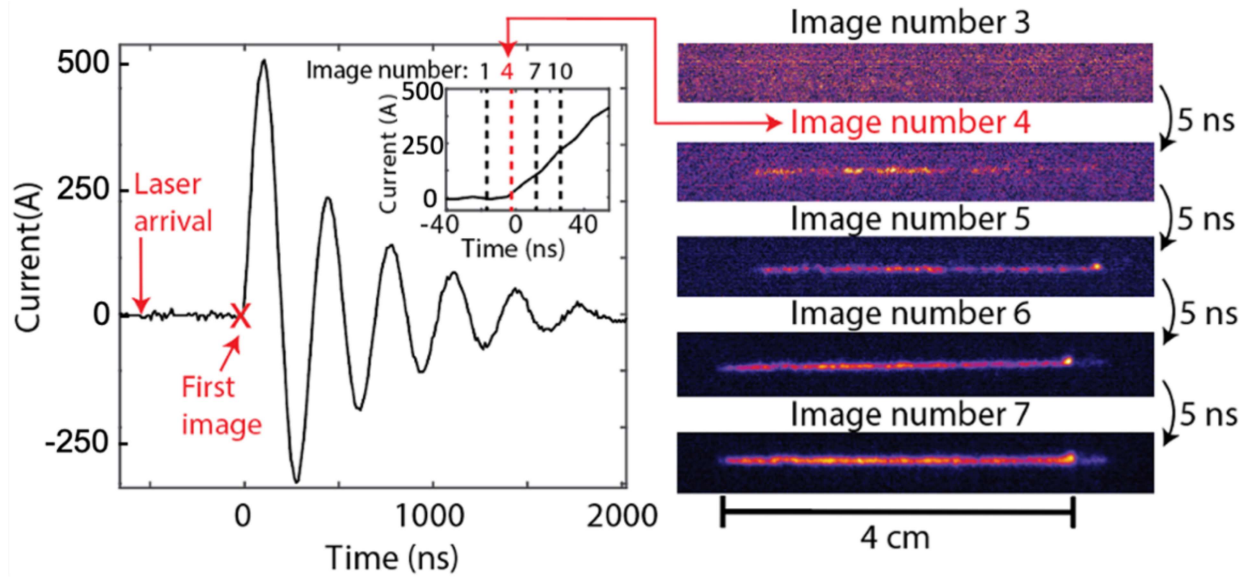 Image number: 1 4 7 10
500
250
0
-250
Current(A)
0
1000
2000
Time (ns)
Laser
arrival
X
First
image
500
250
0
Current (A)
-40
0
40
Time (ns)
Image number 3
5 ns
Image number 4
5 ns
Image number 5
5 ns
Image number 6
5 ns
Image number 7
4 cm